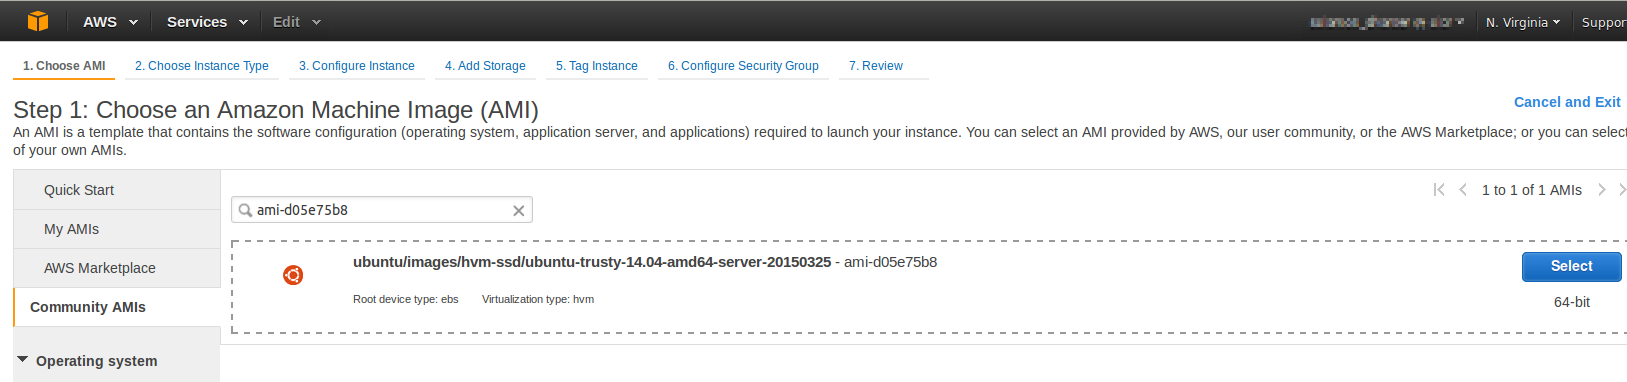 AWS Services Edit N. Virginia Suppor
1. Choose AMI 2. Choose Instance Type 3. Configure Instance 4. Add Storage 5. Tag Instance 6. Configure Security Group 7. Review
Step 1: Choose an Amazon Machine Image (AMI)
Cancel and Exit
An AMI is a template that contains the software configuration (operating system, application server, and applications) required to launch your instance. You can select an AMI provided by AWS, our user community, or the AWS Marketplace; or you can select
of your own AMIs.
Quick Start
My AMIs
AWS Marketplace
Community AMIs
Operating system
1 to 1 of 1 AMIs
ami-d05e75b8
ubuntu/images/hvm-ssd/ubuntu-trusty-14.04-amd64-server-20150325 - ami-d05e75b8
Root device type: ebs Virtualization type: hvm
Select
64-bit